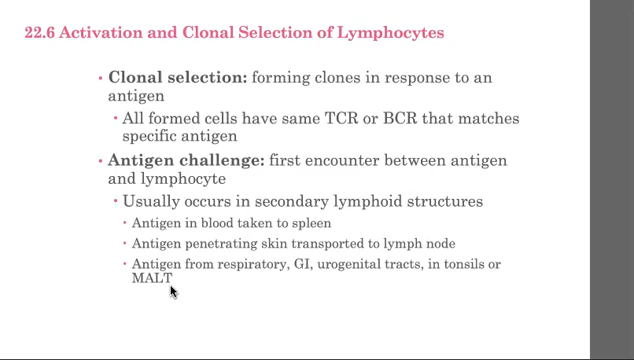 22.6 Activation and Clonal Selection of Lymphocytes
• Clonal selection: forming clones in response to an
antigen
• All formed cells have same TCR or BCR that matches
specific antigen
• Antigen challenge: first encounter between antigen
and lymphocyte
• Usually occurs in secondary lymphoid structures
• Antigen in blood taken to spleen
• Antigen penetrating skin transported to lymph node
• Antigen from respiratory, GI, urogenital tracts, in tonsils or
MALT